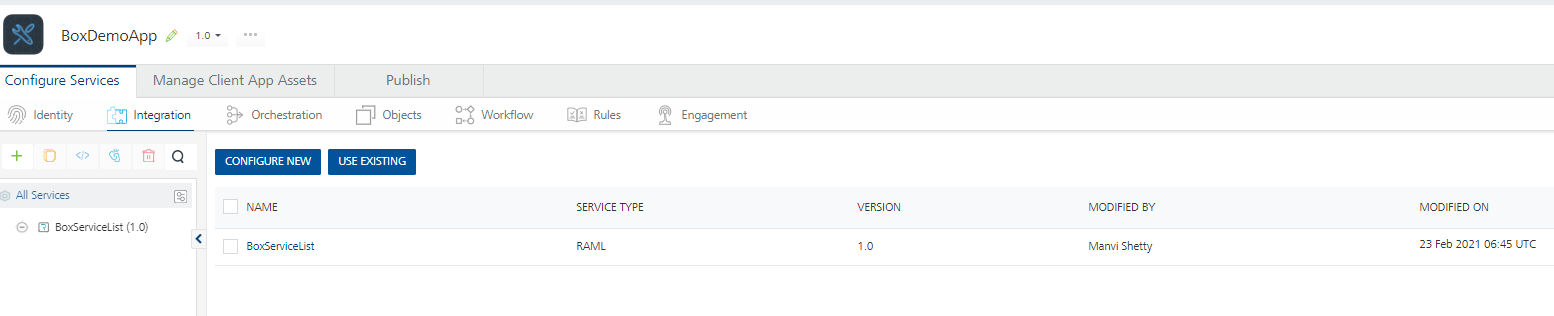 BoxDemoApp 1.0
Configure Services Manage Client App Assets Publish
Identity Integration Orchestration Objects Workflow Rules Engagement
CONFIGURE NEW USE EXISTING
All Services
BoxServiceList (1.0)
NAME SERVICE TYPE VERSION MODIFIED BY MODIFIED ON
BoxServiceList RAML 1.0 Manvi Shetty 23 Feb 2021 06:45 UTC